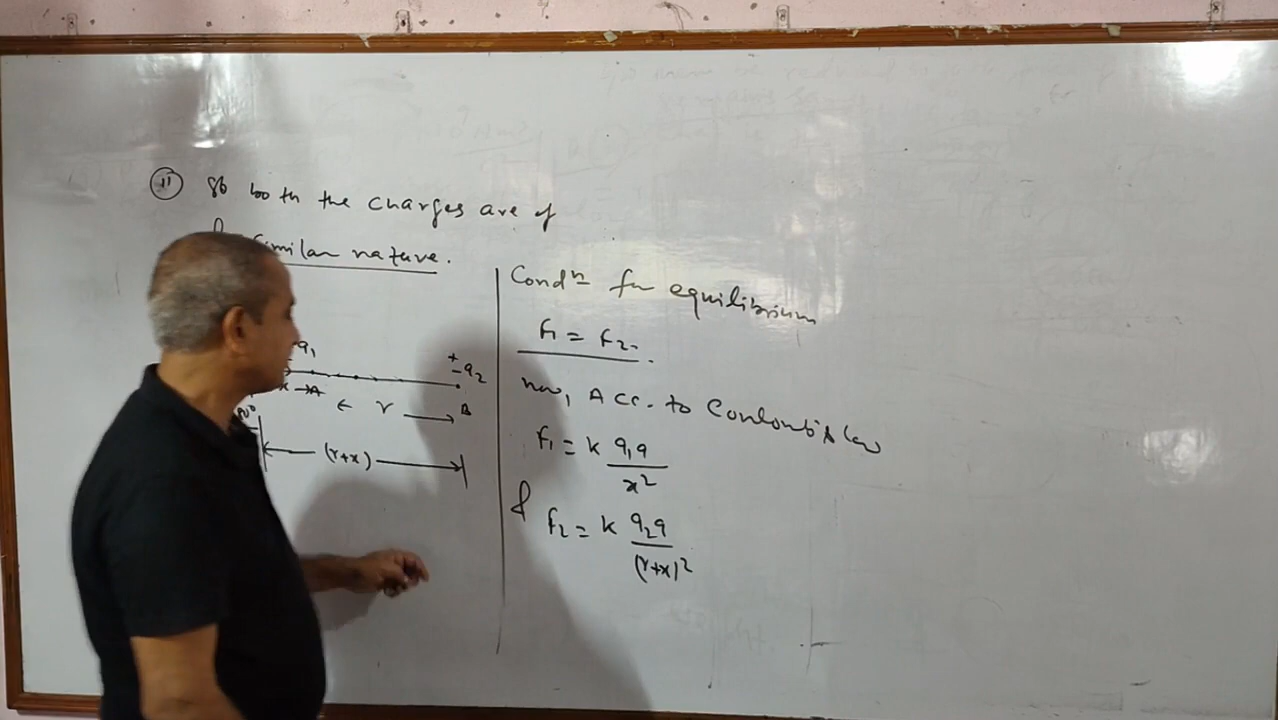 (11) If both the charges are of
similar nature.
q1
± q2
x → A ← r → B
← (r+x) →
Condn for equilibrium
F1 = F2.
now, Acc. to Coulomb's law
F1 = k q1q / x²
& F2 = k q2q / (r+x)²